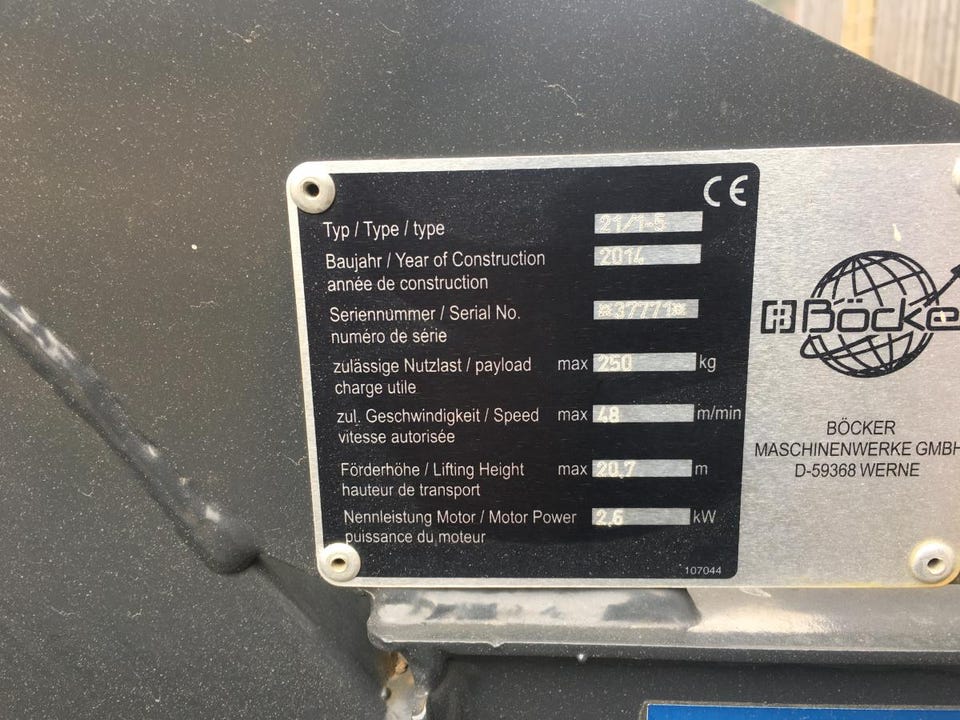 CE
Typ / Type / type 21/1-5
Baujahr / Year of Construction 2014
année de construction
Seriennummer / Serial No. *37771*
numéro de série
zulässige Nutzlast / payload max 250 kg
charge utile
zul. Geschwindigkeit / Speed max 48 m/min
vitesse autorisée
Förderhöhe / Lifting Height max 20,7 m
hauteur de transport
Nennleistung Motor / Motor Power 2,6 kW
puissance du moteur
107044
Böcke
BÖCKER
MASCHINENWERKE GMBH
D-59368 WERNE